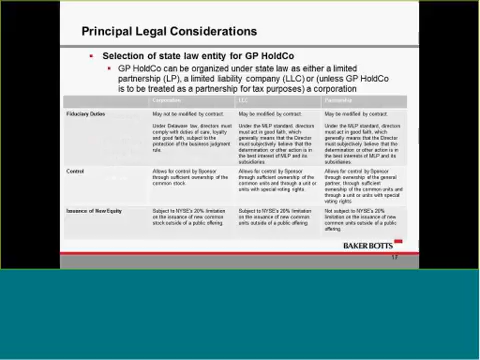 Principal Legal Considerations
Selection of state law entity for GP HoldCo
GP HoldCo can be organized under state law as either a limited
partnership (LP), a limited liability company (LLC) or (unless GP HoldCo
is to be treated as a partnership for tax purposes) a corporation
Corporation LLC Partnership
Fiduciary Duties May not be modified by contract. May be modified by contract. May be modified by contract.
Under Delaware law, directors must Under the MLP standard, directors Under the MLP standard, directors
comply with duties of care, loyalty must act in good faith, which must act in good faith, which
and good faith, subject to the generally means that the Director generally means that the Director
protection of the business judgment must subjectively believe that the must subjectively believe that the
rule. determination or other action is in determination or other action is in
the best interest of MLP and its the best interests of MLP and its
subsidiaries. subsidiaries.
Control Allows for control by Sponsor Allows for control by Sponsor Allows for control by Sponsor
through sufficient ownership of the through sufficient ownership of the through ownership of the general
common stock. common units and through a unit or partner, through sufficient
units with special voting rights. ownership of the common units and
through a unit or units with special
voting rights.
Issuance of New Equity Subject to NYSE's 20% limitation Subject to NYSE's 20% limitation Not subject to NYSE's 20%
on the issuance of new common on the issuance of new common limitation on the issuance of new
stock outside of a public offering. units outside of a public offering. common units outside of a public
offering.
BAKER BOTTS
17